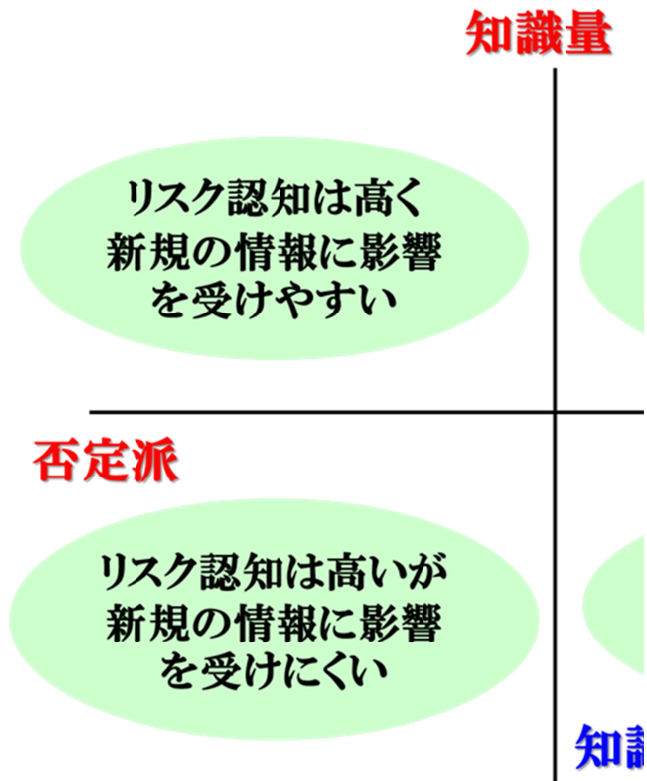 知識量
リスク認知は高く
新規の情報に影響
を受けやすい
否定派
リスク認知は高いが
新規の情報に影響
を受けにくい
知